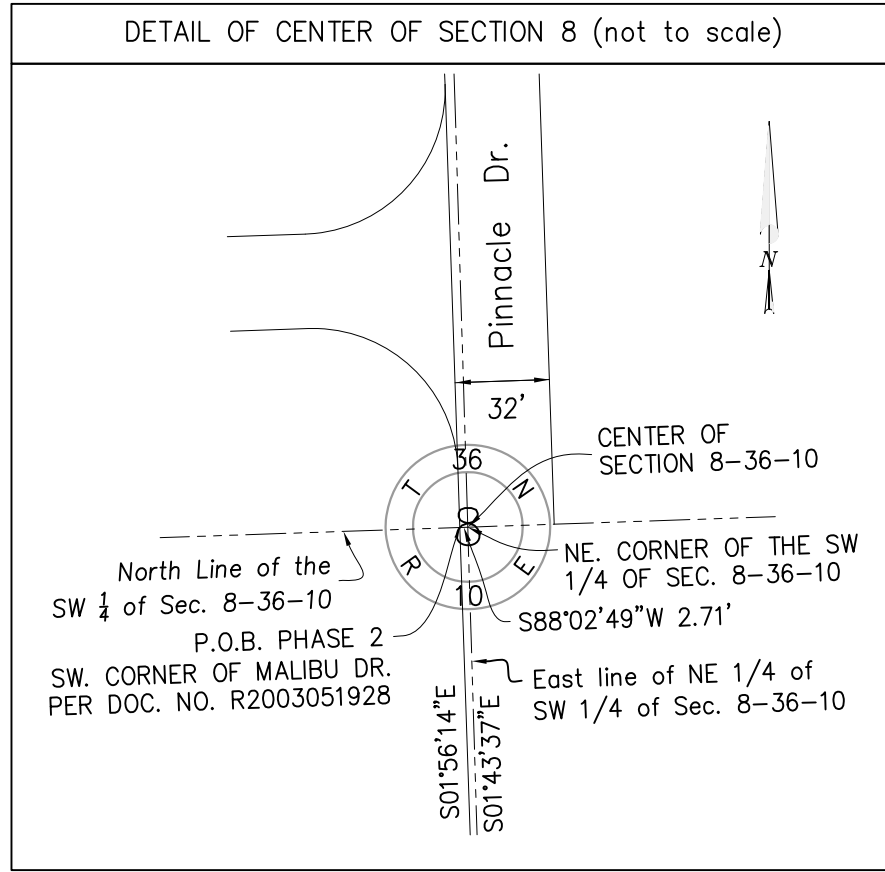 DETAIL OF CENTER OF SECTION 8 (not to scale)
Pinnacle Dr.
N
32'
CENTER OF
SECTION 8-36-10
36
T N
8
R E
10
North Line of the
SW 1/4 of Sec. 8-36-10
NE. CORNER OF THE SW
1/4 OF SEC. 8-36-10
S88°02'49"W 2.71'
P.O.B. PHASE 2
SW. CORNER OF MALIBU DR.
PER DOC. NO. R2003051928
East line of NE 1/4 of
SW 1/4 of Sec. 8-36-10
S01°56'14"E
S01°43'37"E